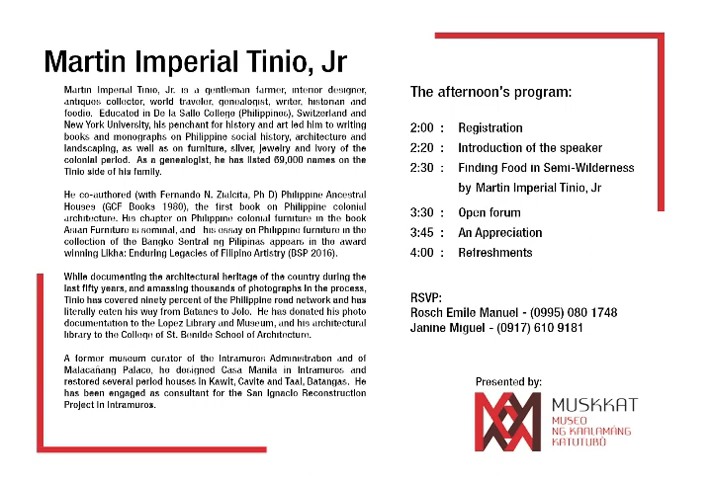 Martin Imperial Tinio, Jr
Martin Imperial Tinio, Jr. is a gentleman farmer, interior designer,
antiques collector, world traveler, genealogist, writer, historian and
foodie. Educated in De la Salle College (Philippines), Switzerland and
New York University, his penchant for history and art led him to writing
books and monographs on Philippine social history, architecture and
landscaping, as well as on furniture, silver, jewelry and ivory of the
colonial period. As a genealogist, he has listed 69,000 names on the
Tinio side of his family.
He co-authored (with Fernando N. Zialcita, Ph D) Philippine Ancestral
Houses (GCF Books 1980), the first book on Philippine colonial
architecture. His chapter on Philippine colonial furniture in the book
Asian Furniture is seminal, and his essay on Philippine furniture in the
collection of the Bangko Sentral ng Pilipinas appears in the award
winning Likha: Enduring Legacies of Filipino Artistry (BSP 2016).
While documenting the architectural heritage of the country during the
last fifty years, and amassing thousands of photographs in the process,
Tinio has covered ninety percent of the Philippine road network and has
literally eaten his way from Batanes to Jolo. He has donated his photo
documentation to the Lopez Library and Museum, and his architectural
library to the College of St. Benilde School of Architecture.
A former museum curator of the Intramuros Administration and of
Malacañang Palace, he designed Casa Manila in Intramuros and
restored several period houses in Kawit, Cavite and Taal, Batangas. He
has been engaged as consultant for the San Ignacio Reconstruction
Project in Intramuros.
The afternoon's program:
2:00 : Registration
2:20 : Introduction of the speaker
2:30 : Finding Food in Semi-Wilderness
by Martin Imperial Tinio, Jr
3:30 : Open forum
3:45 : An Appreciation
4:00 : Refreshments
RSVP:
Rosch Emile Manuel - (0995) 080 1748
Janine Miguel - (0917) 610 9181
Presented by:
MUSKKAT
MUSEO
NG KAALAMÁNG
KATUTUBÒ